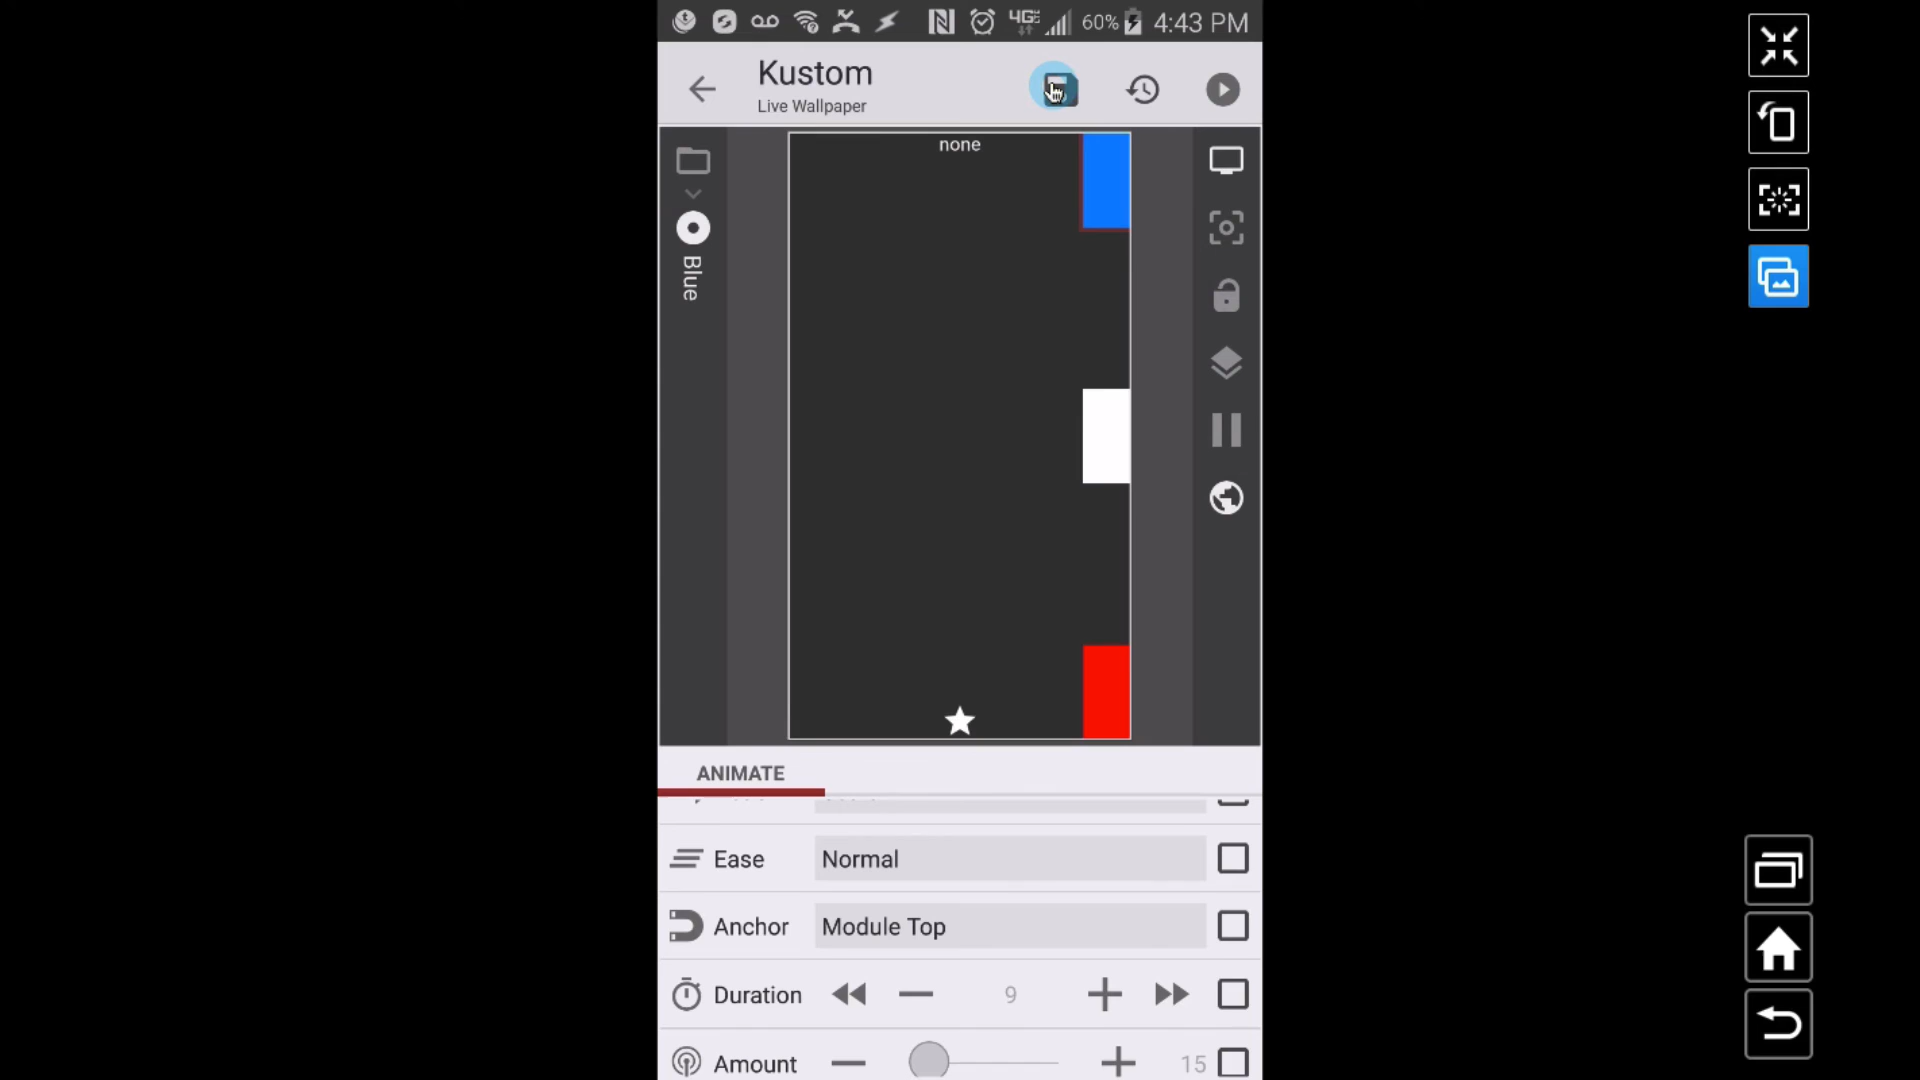 4GE 60% 4:43 PM
Kustom
Live Wallpaper
none
Blue
ANIMATE
Ease Normal
Anchor Module Top
Duration 9
Amount 15